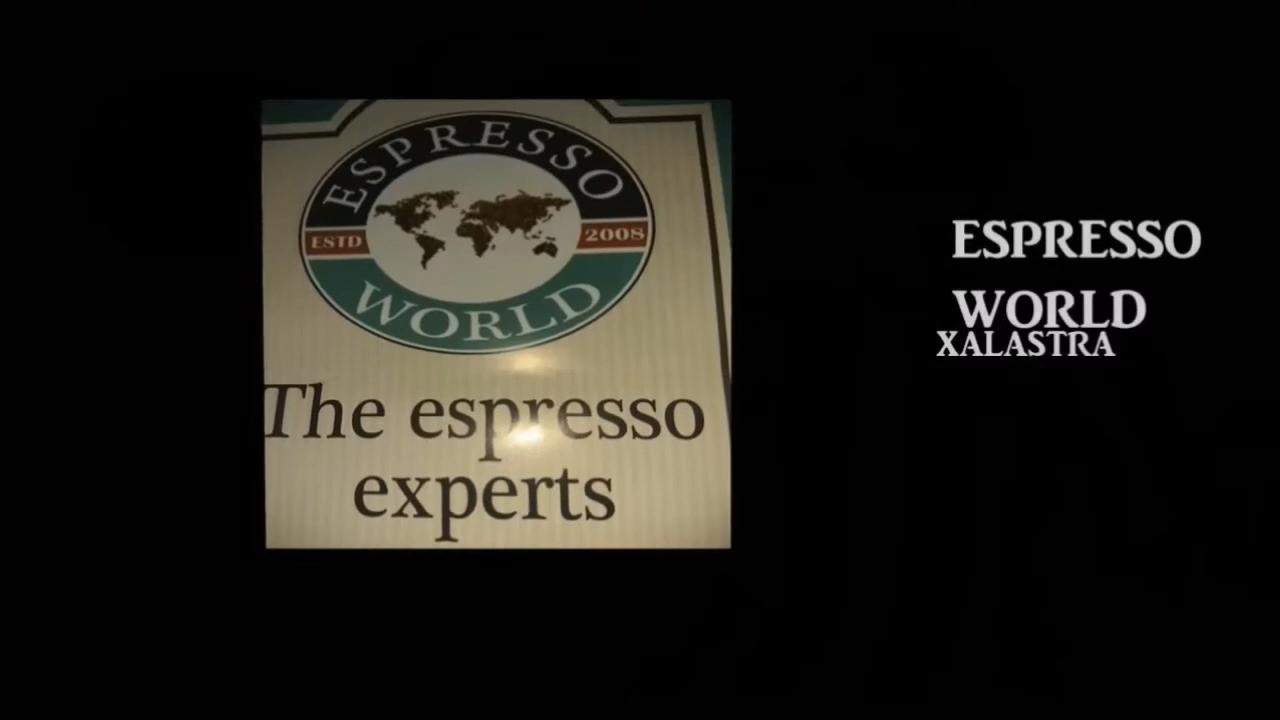 ESPRESSO
ESTD 2008
WORLD
The espresso
experts
ESPRESSO
WORLD
XALASTRA